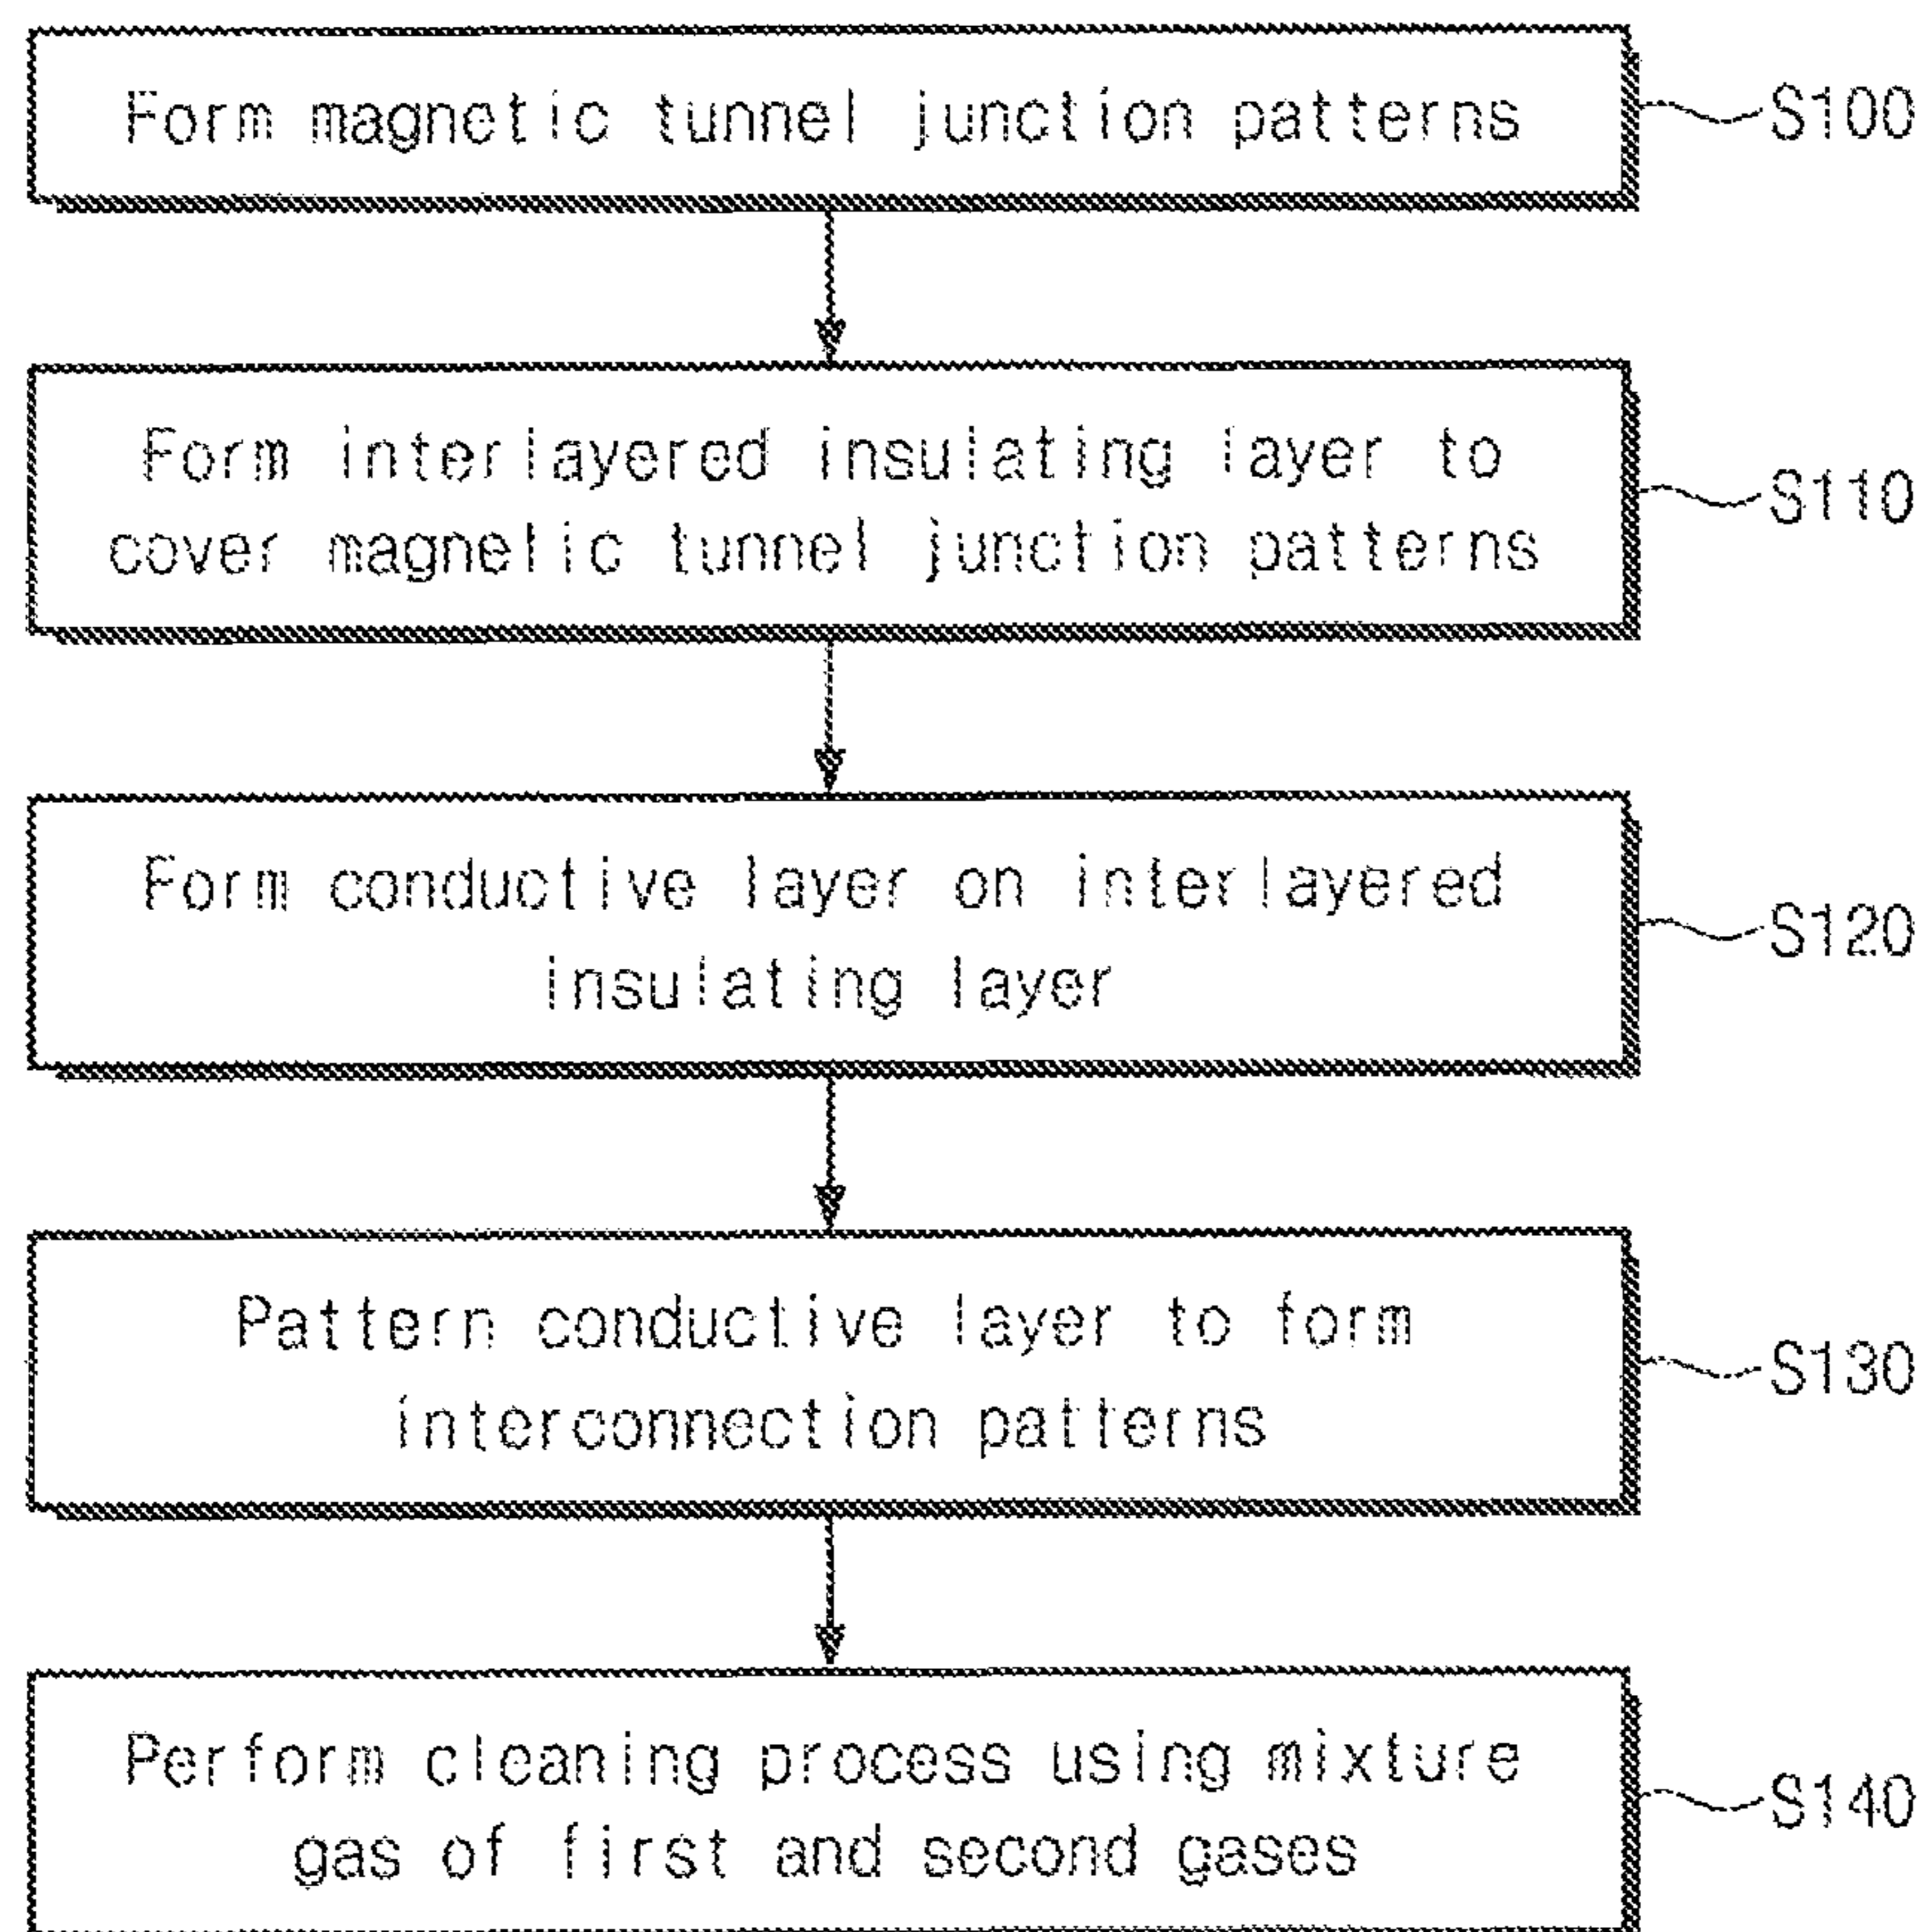 Form magnetic tunnel junction patterns
S100
Form interlayered insulating layer to
cover magnetic tunnel junction patterns
S110
Form conductive layer on interlayered
insulating layer
S120
Pattern conductive layer to form
interconnection patterns
S130
Perform cleaning process using mixture
gas of first and second gases
S140